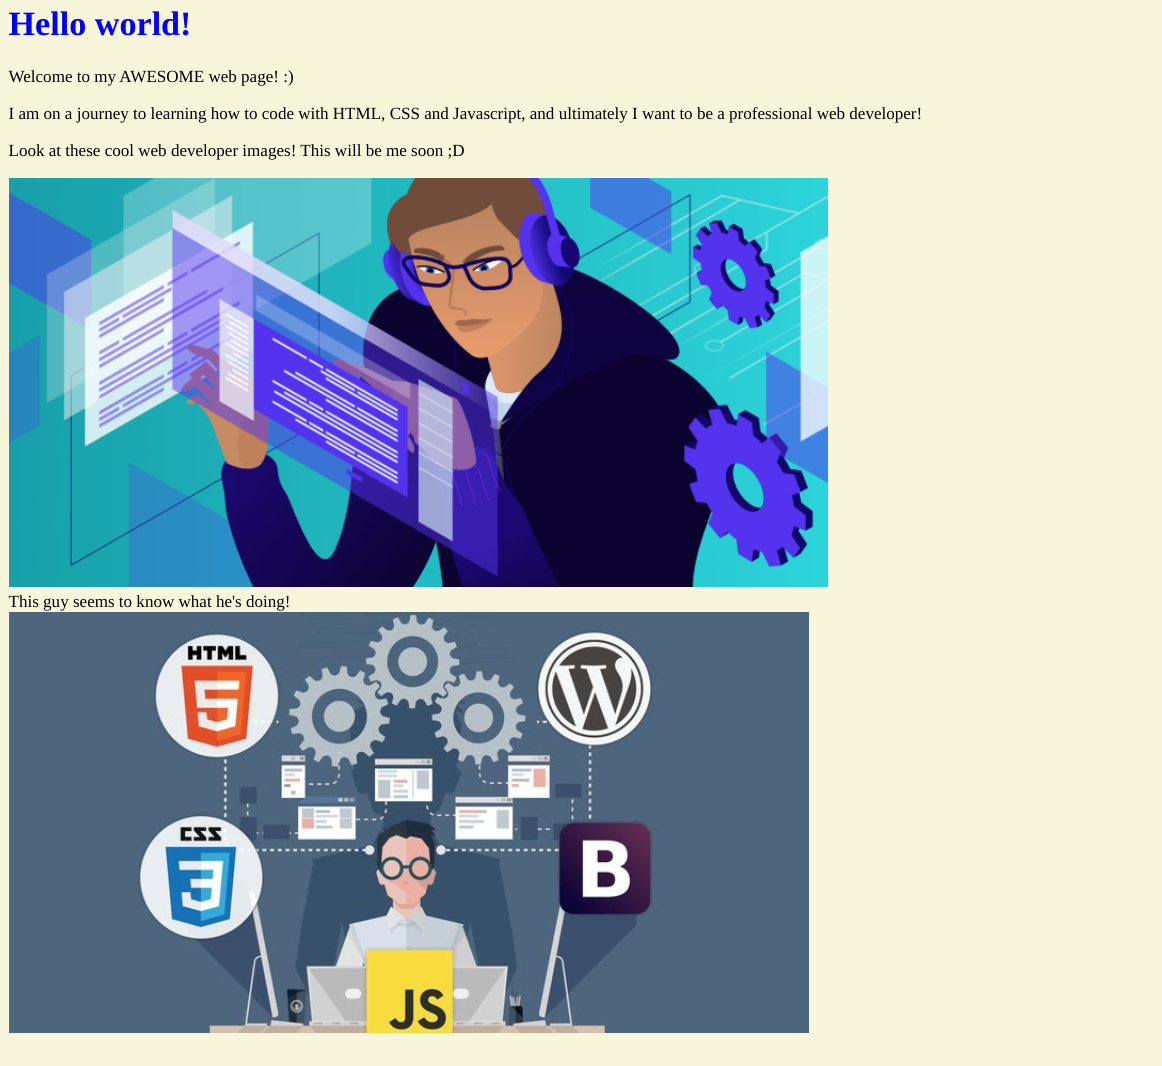 Hello world!
Welcome to my AWESOME web page! :)
I am on a journey to learning how to code with HTML, CSS and Javascript, and ultimately I want to be a professional web developer!
Look at these cool web developer images! This will be me soon ;D
This guy seems to know what he's doing!
HTML
5
W
CSS
3
B
JS